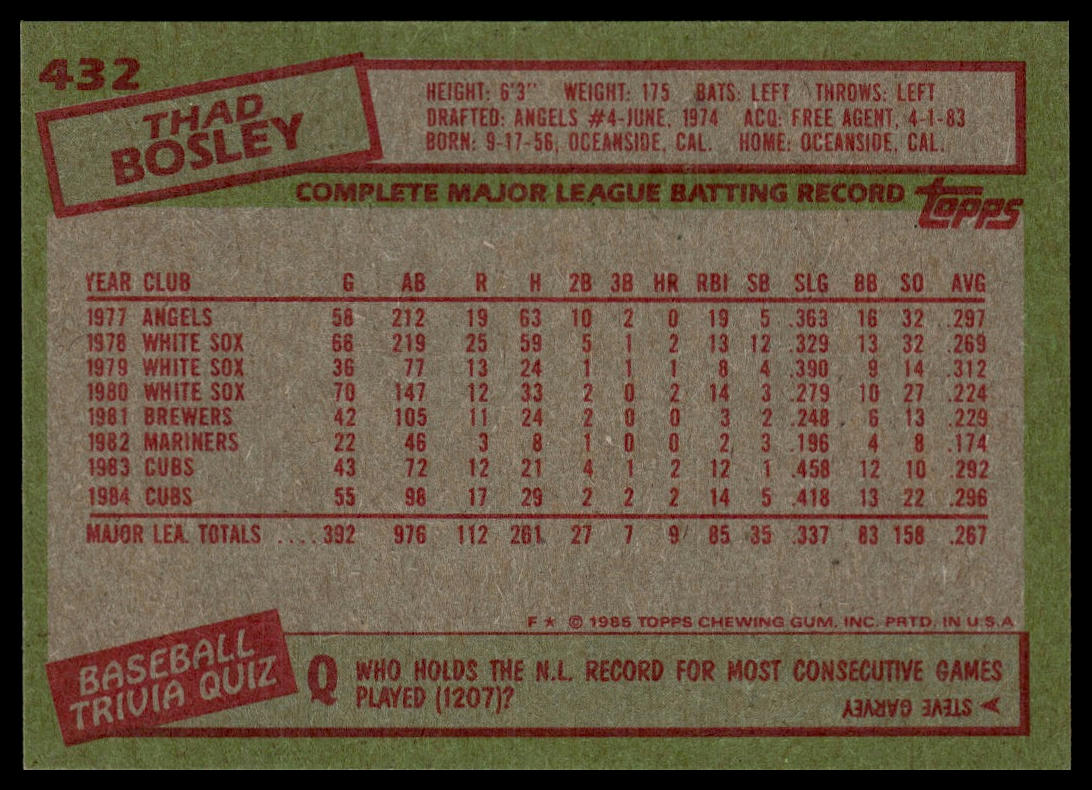 432
THAD
BOSLEY
HEIGHT: 6'3" WEIGHT: 175 BATS: LEFT THROWS: LEFT
DRAFTED: ANGELS #4-JUNE, 1974 ACQ: FREE AGENT, 4-1-83
BORN: 9-17-56, OCEANSIDE, CAL. HOME: OCEANSIDE, CAL.
COMPLETE MAJOR LEAGUE BATTING RECORD
topps
YEAR CLUB G AB R H 2B 3B HR RBI SB SLG BB SO AVG
1977 ANGELS 58 212 19 63 10 2 0 19 5 .363 16 32 .297
1978 WHITE SOX 66 219 25 59 5 1 2 13 12 .329 13 32 .269
1979 WHITE SOX 36 77 13 24 1 1 1 8 4 .390 9 14 .312
1980 WHITE SOX 70 147 12 33 2 0 2 14 3 .279 10 27 .224
1981 BREWERS 42 105 11 24 2 0 0 3 2 .248 6 13 .229
1982 MARINERS 22 46 3 8 1 0 0 2 3 .196 4 8 .174
1983 CUBS 43 72 12 21 4 1 2 12 1 .458 12 10 .292
1984 CUBS 55 98 17 29 2 2 2 14 5 .418 13 22 .296
MAJOR LEA. TOTALS ....392 976 112 261 27 7 9 85 35 .337 83 158 .267
F ★ © 1985 TOPPS CHEWING GUM, INC. PRTD. IN U.S.A
BASEBALL
TRIVIA QUIZ
Q WHO HOLDS THE N.L. RECORD FOR MOST CONSECUTIVE GAMES
PLAYED (1207)?
A STEVE GARVEY